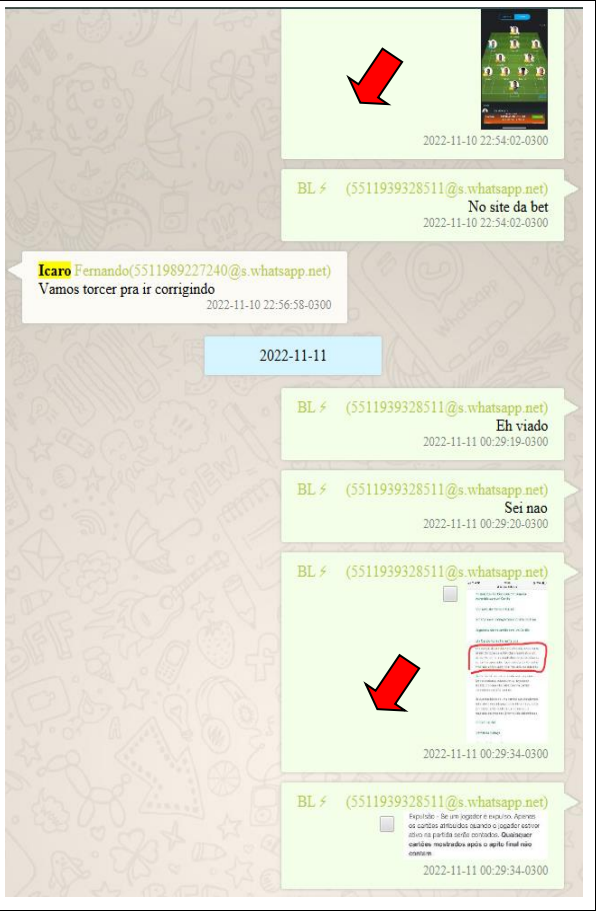 2022-11-10 22:54:02-0300
BL⚡ (5511939328511@s.whatsapp.net)
No site da bet
2022-11-10 22:54:02-0300
Icaro Fernando(5511989227240@s.whatsapp.net)
Vamos torcer pra ir corrigindo
2022-11-10 22:56:58-0300
2022-11-11
BL⚡ (5511939328511@s.whatsapp.net)
Eh viado
2022-11-11 00:29:19-0300
BL⚡ (5511939328511@s.whatsapp.net)
Sei nao
2022-11-11 00:29:20-0300
BL⚡ (5511939328511@s.whatsapp.net)
2022-11-11 00:29:34-0300
BL⚡ (5511939328511@s.whatsapp.net)
Expulsão - Se um jogador é expulso. Apenas
os cartões atribuídos quando o jogador estiver
ativo na partida serão contados. Quaisquer
cartões mostrados após o apito final não
contam
2022-11-11 00:29:34-0300